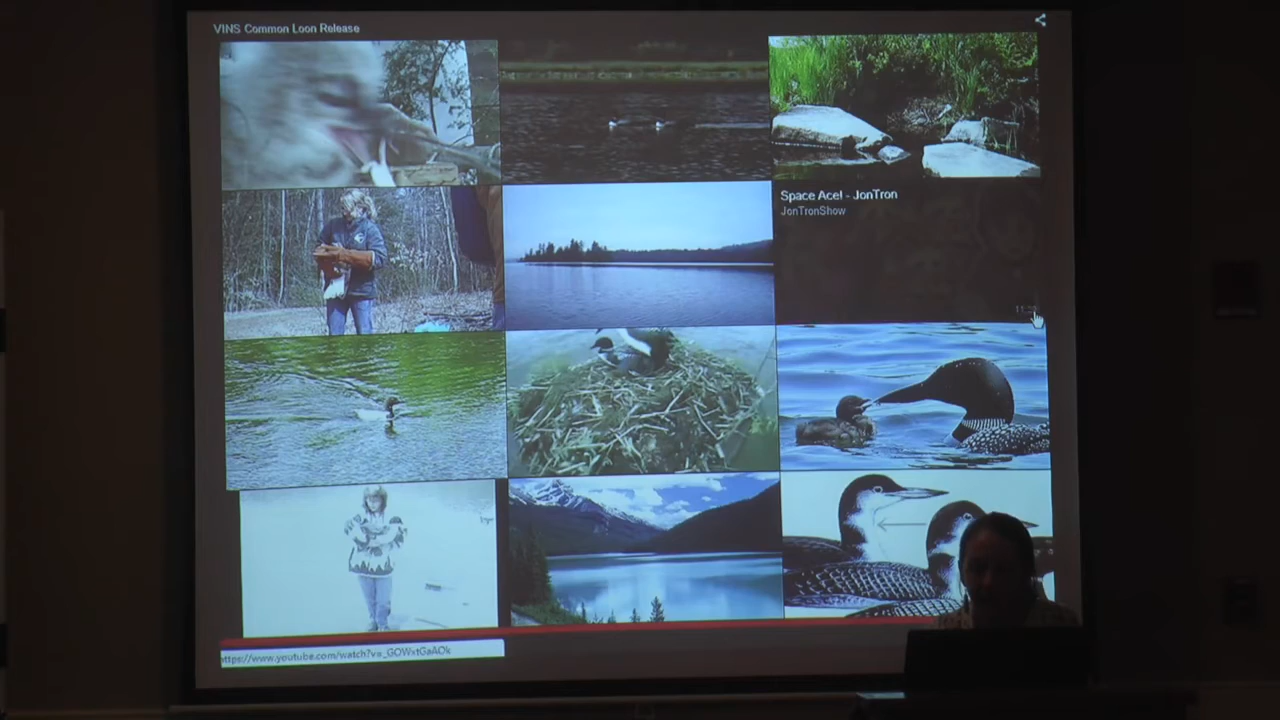 VINS Common Loon Release
Space Ace! - JonTron
JonTronShow
https://www.youtube.com/watch?v=_GOWxtGaAOk